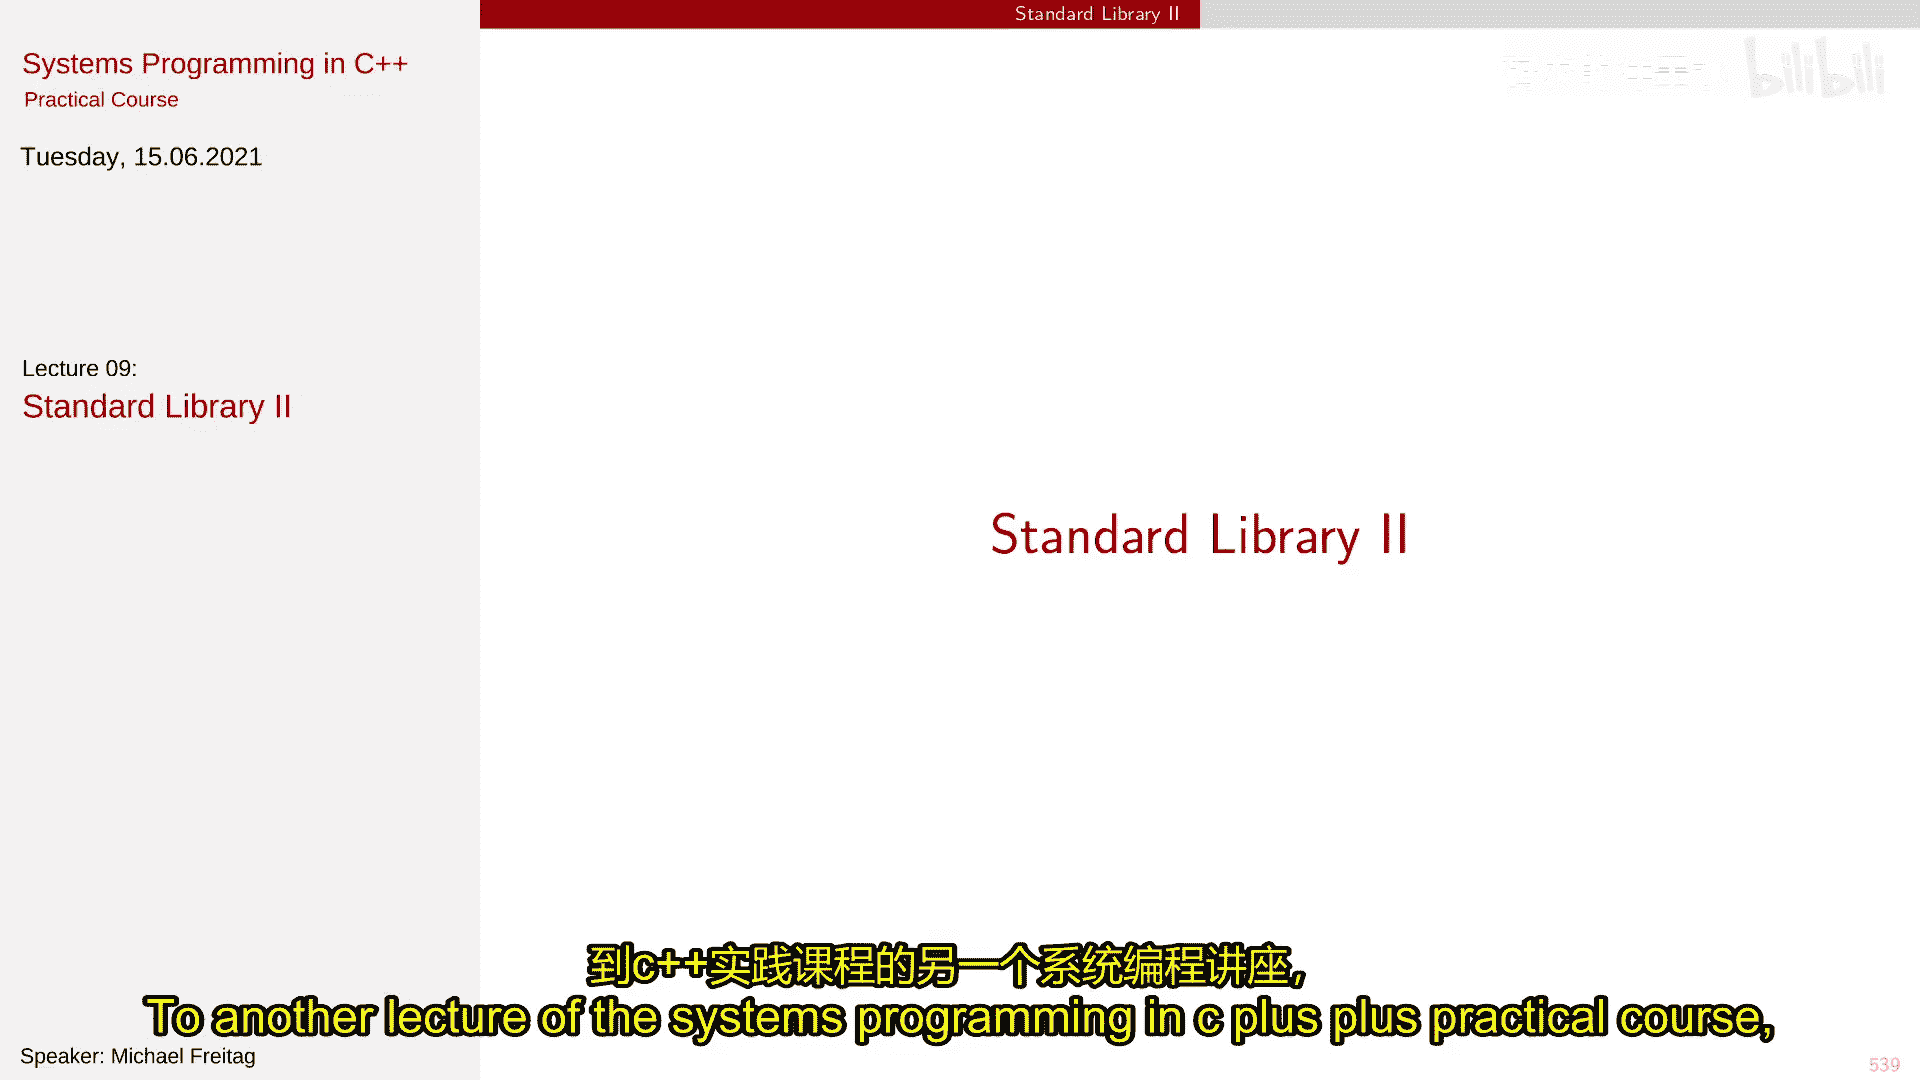 Standard Library II
Systems Programming in C++
Practical Course
Tuesday, 15.06.2021
bilibili
Lecture 09:
Standard Library II
Standard Library II
到c++实践课程的另一个系统编程讲座，
To another lecture of the systems programming in c plus plus practical course,
Speaker: Michael Freitag
539